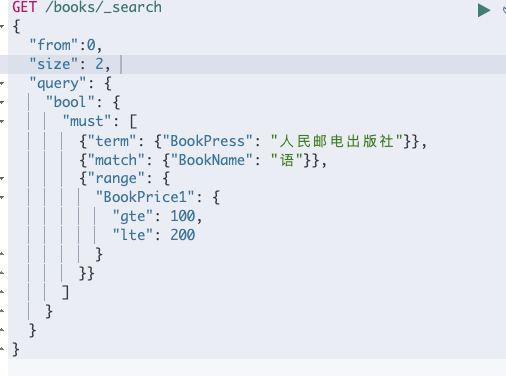 GET /books/_search
{
  "from":0,
  "size": 2,
  "query": {
    "bool": {
      "must": [
        {"term": {"BookPress": "人民邮电出版社"}},
        {"match": {"BookName": "语"}},
        {"range": {
          "BookPrice1": {
            "gte": 100,
            "lte": 200
          }
        }}
      ]
    }
  }
}